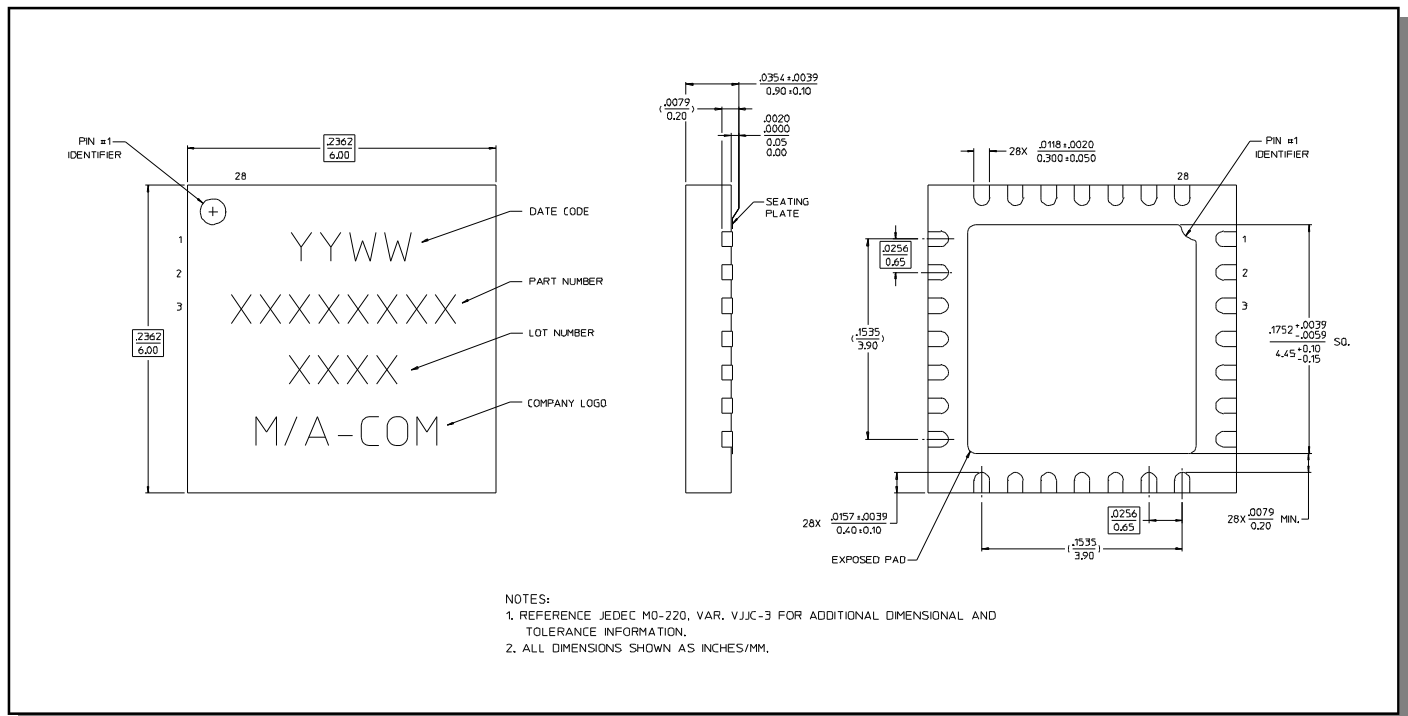 PIN #1
IDENTIFIER
28
.2362
6.00
1
2
3
.2362
6.00
YYWW
XXXXXXXX
XXXX
M/A-COM
DATE CODE
PART NUMBER
LOT NUMBER
COMPANY LOGO
.0354±.0039
0.90±0.10
(.0079
0.20)
.0020
.0000
0.05
0.00
SEATING
PLATE
28X .0118±.0020
0.300±0.050
PIN #1
IDENTIFIER
28
1
2
3
.0256
0.65
(.1535
3.90)
.1752 +.0039
-.0059
4.45 +0.10
-0.15
SQ.
28X .0157±.0039
0.40±0.10
.0256
0.65
(.1535
3.90)
28X .0079
0.20 MIN.
EXPOSED PAD
NOTES:
1. REFERENCE JEDEC MO-220, VAR. VJJC-3 FOR ADDITIONAL DIMENSIONAL AND
TOLERANCE INFORMATION.
2. ALL DIMENSIONS SHOWN AS INCHES/MM.